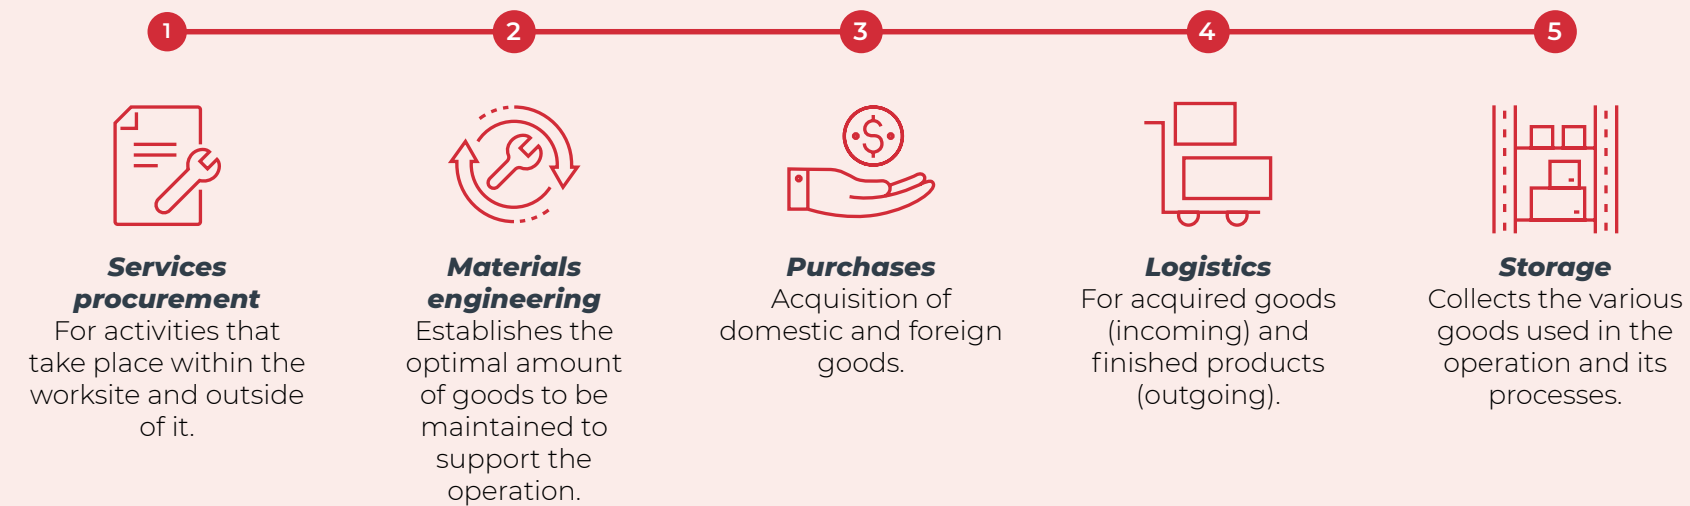 1
2
3
4
5
Services
procurement
For activities that
take place within the
worksite and outside
of it.
Materials
engineering
Establishes the
optimal amount
of goods to be
maintained to
support the
operation.
Purchases
Acquisition of
domestic and foreign
goods.
Logistics
For acquired goods
(incoming) and
finished products
(outgoing).
Storage
Collects the various
goods used in the
operation and its
processes.